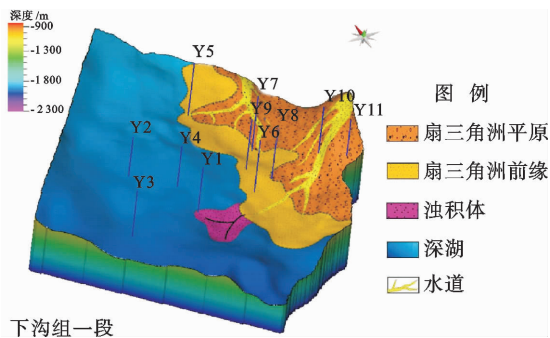 深度/m
-900
-1 300
-1 800
-2 300
Y5
Y7
Y10
Y11
Y9
Y8
Y2
Y4
Y6
Y1
Y3
图 例
扇三角洲平原
扇三角洲前缘
浊积体
深湖
水道
下沟组一段